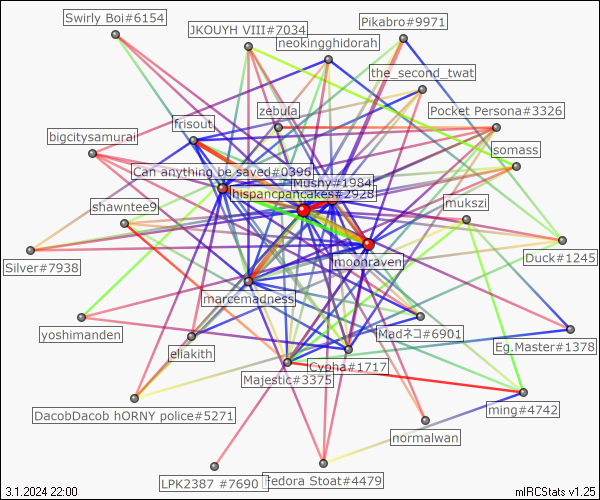 Swirly Boi#6154
JKOUYH VIII#7034
Pikabro#9971
neokingghidorah
the_second_twat
zebula
Pocket Persona#3326
frisout
bigcitysamurai
somass
Can anything be saved#0396
Mushy#1984
hispancpancakes#2928
shawntee9
mukszi
Silver#7938
moonraven
Duck#1245
marcemadness
yoshimanden
Madネコ#6901
Eg.Master#1378
ellakith
Cypha#1717
Majestic#3375
DacobDacob hORNY police#5271
ming#4742
normalwan
LPK2387 #7690
Fedora Stoat#4479
3.1.2024 22:00
mIRCStats v1.25